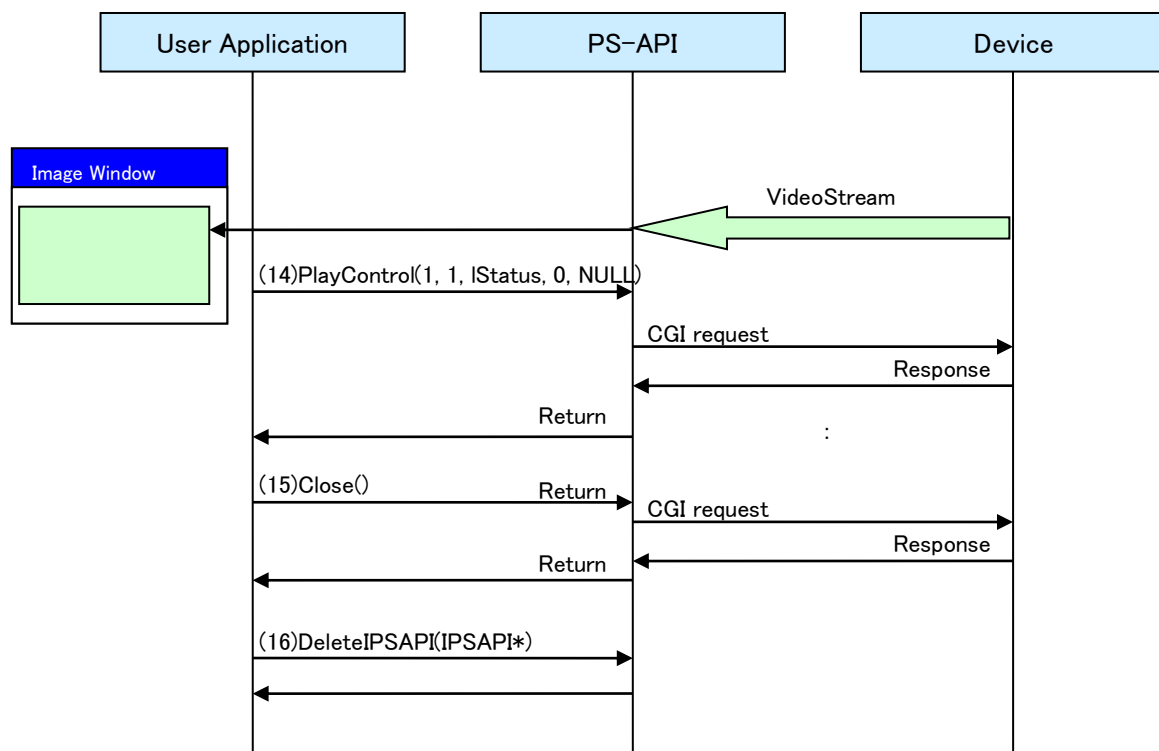 User Application
PS-API
Device
Image Window
VideoStream
(14)PlayControl(1, 1, lStatus, 0, NULL)
CGI request
Response
Return
:
(15)Close()
Return
CGI request
Response
Return
(16)DeleteIPSAPI(IPSAPI*)